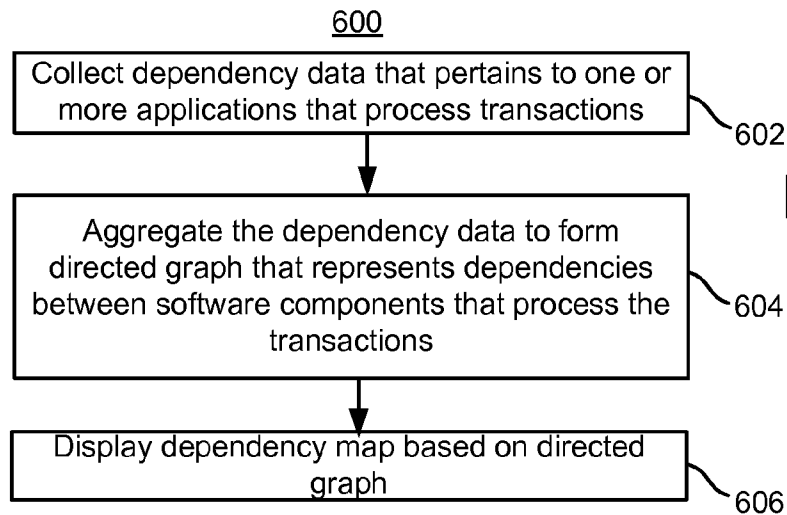 600
Collect dependency data that pertains to one or
more applications that process transactions
602
Aggregate the dependency data to form
directed graph that represents dependencies
between software components that process the
transactions
604
Display dependency map based on directed
graph
606